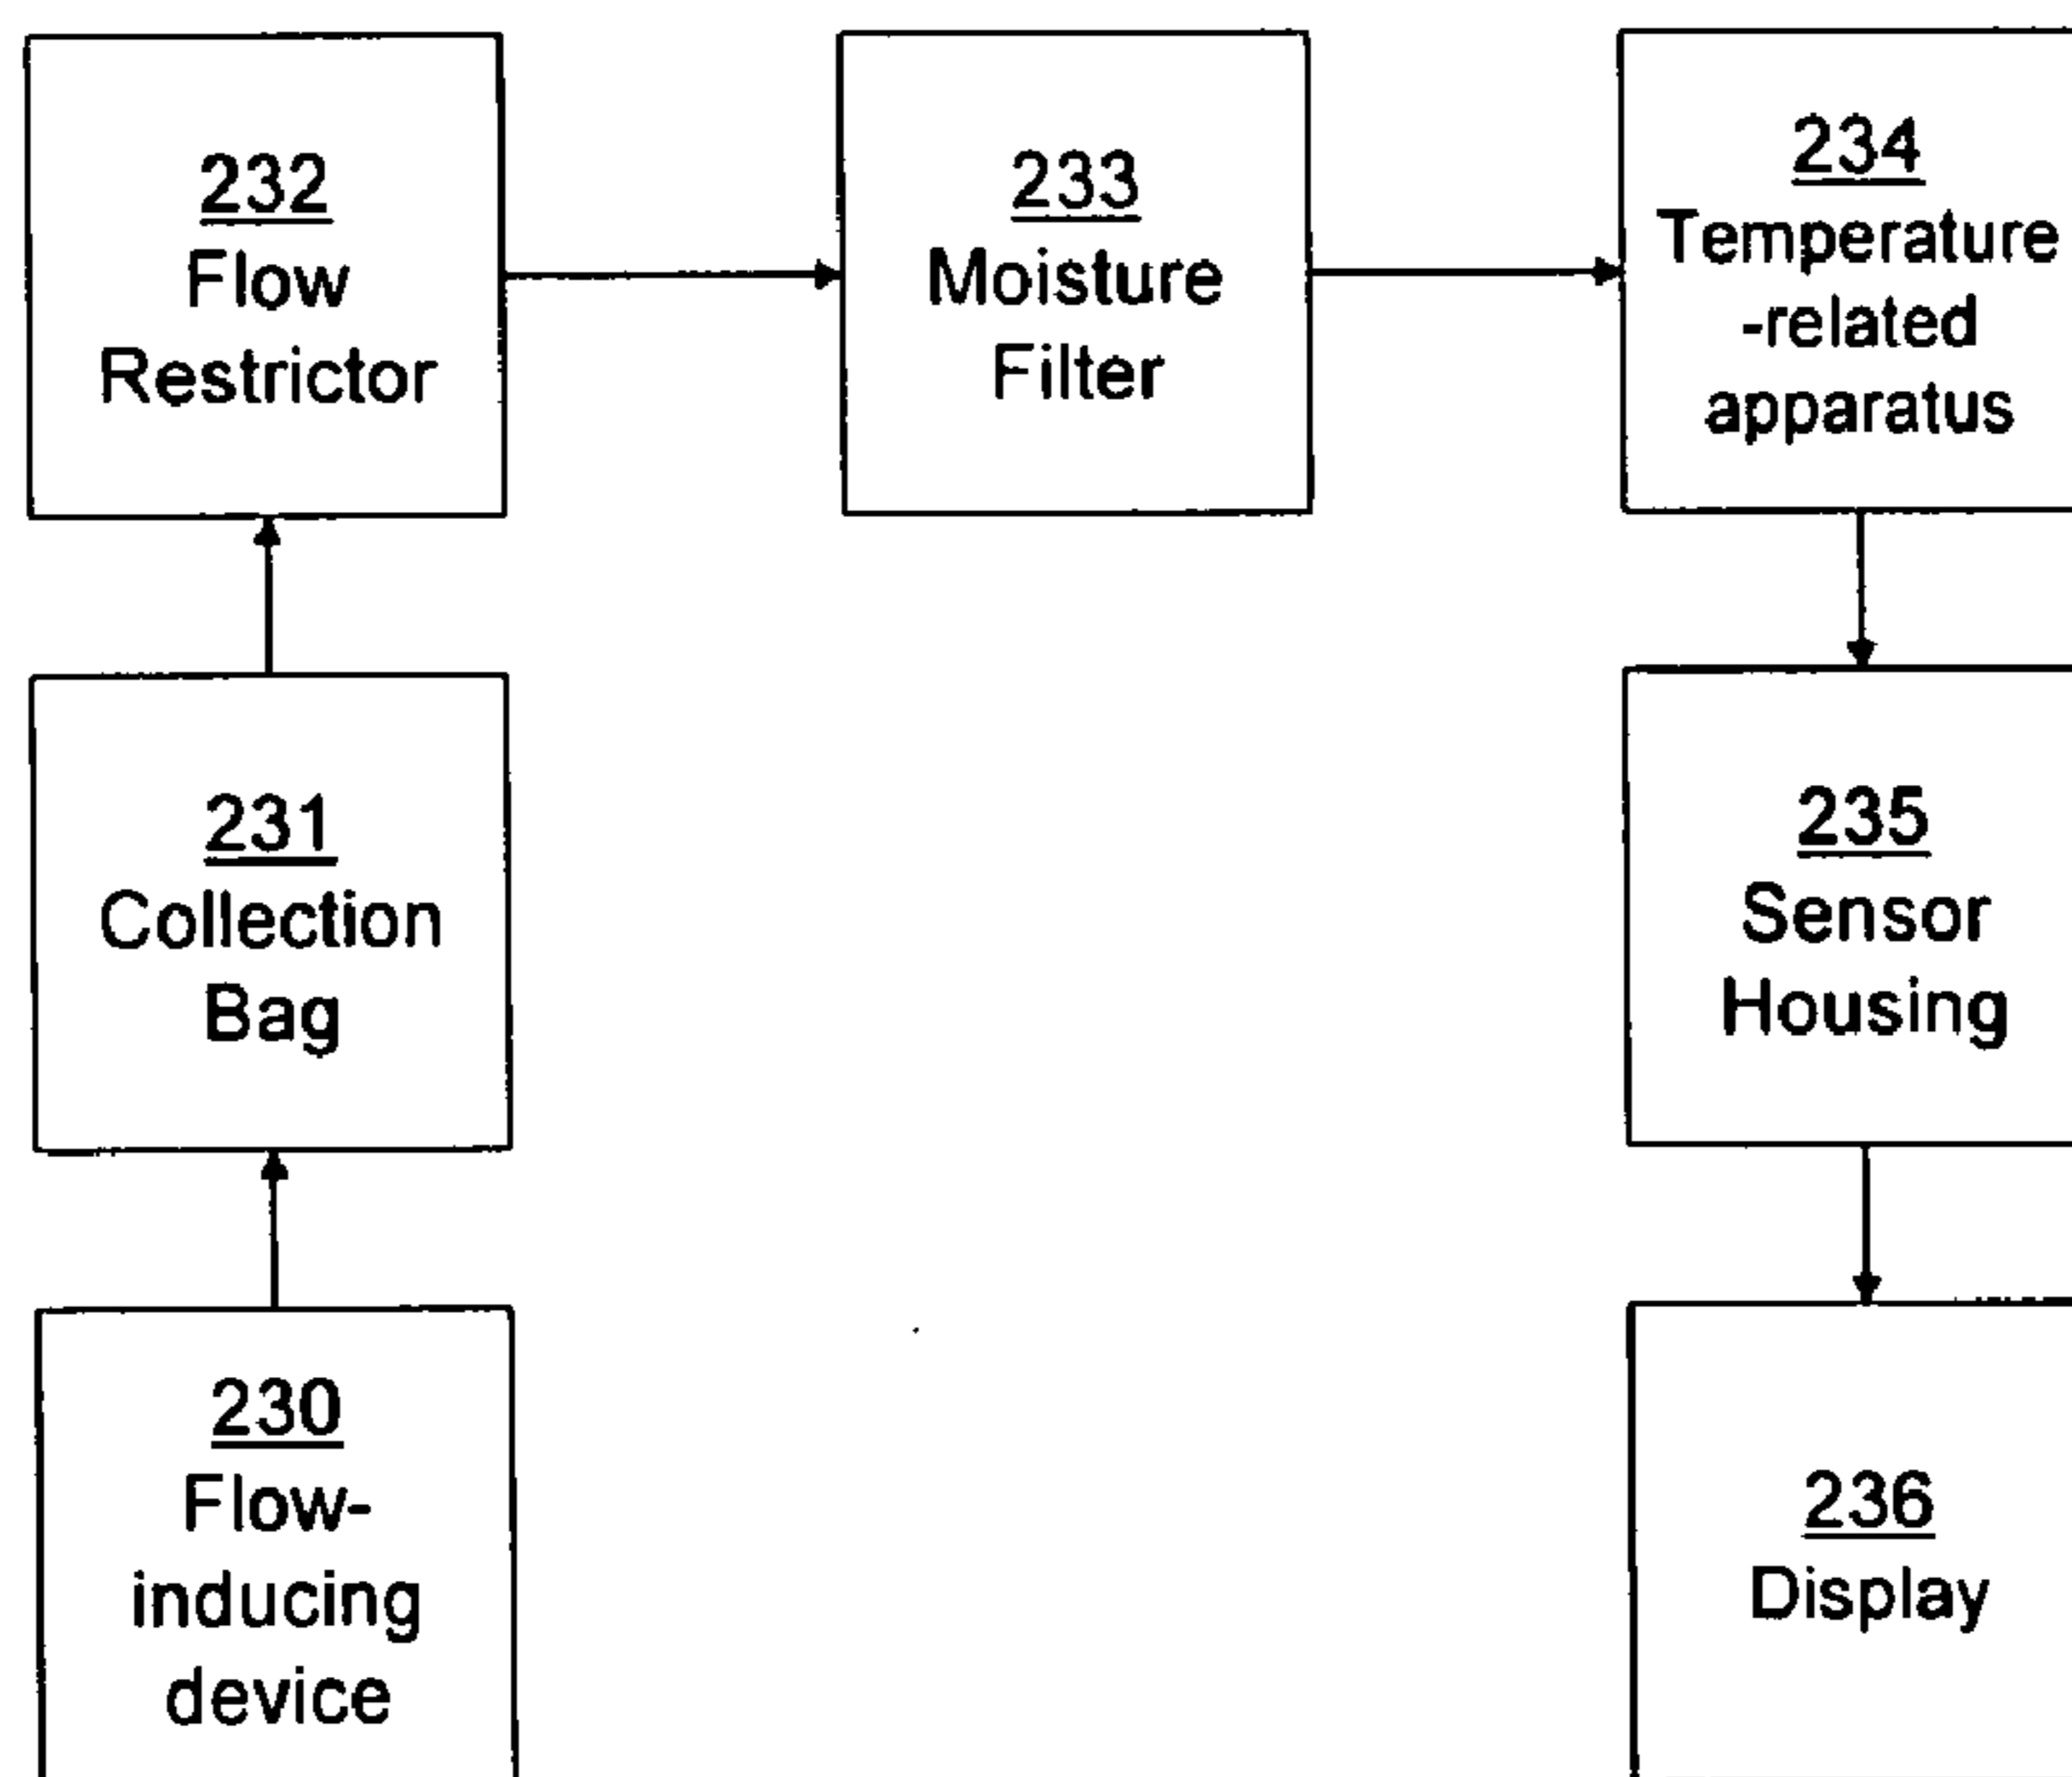 232
Flow
Restrictor
233
Moisture
Filter
234
Temperature
-related
apparatus
231
Collection
Bag
235
Sensor
Housing
230
Flow-
inducing
device
236
Display